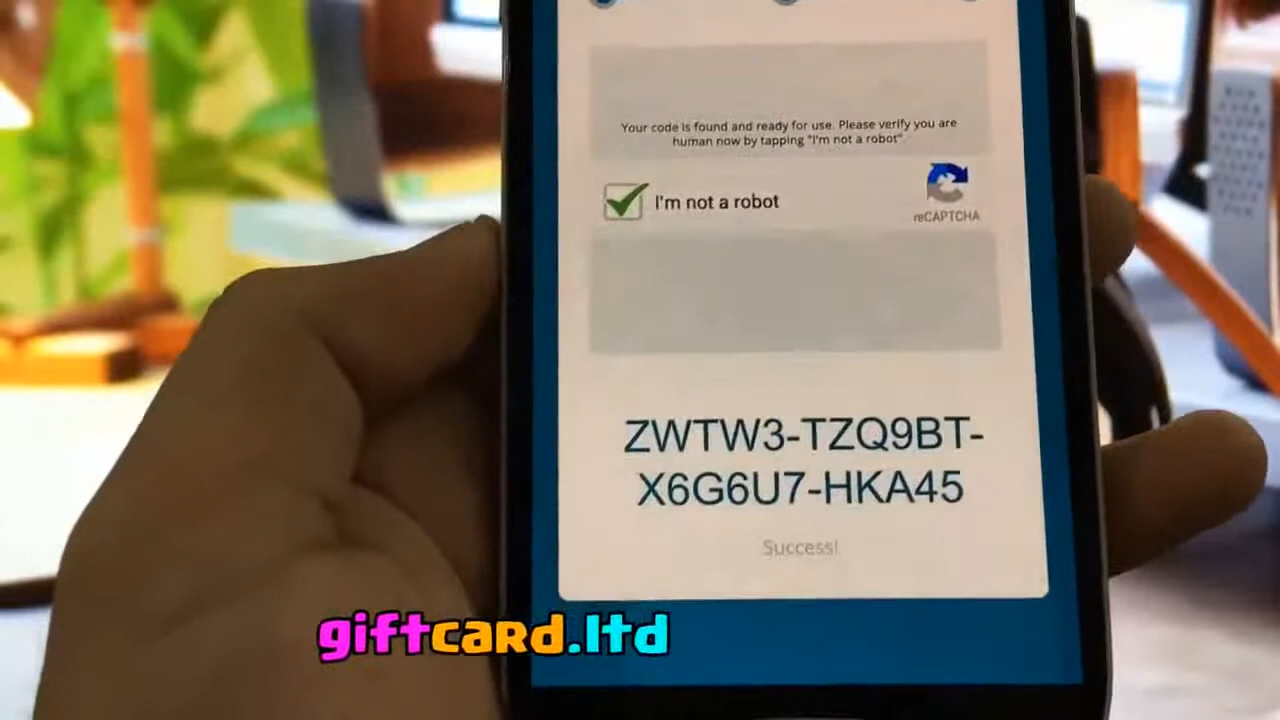 Your code is found and ready for use. Please verify you are
human now by tapping "I'm not a robot".
I'm not a robot
reCAPTCHA
ZWTW3-TZQ9BT-
X6G6U7-HKA45
Success!
giftcard.ltd